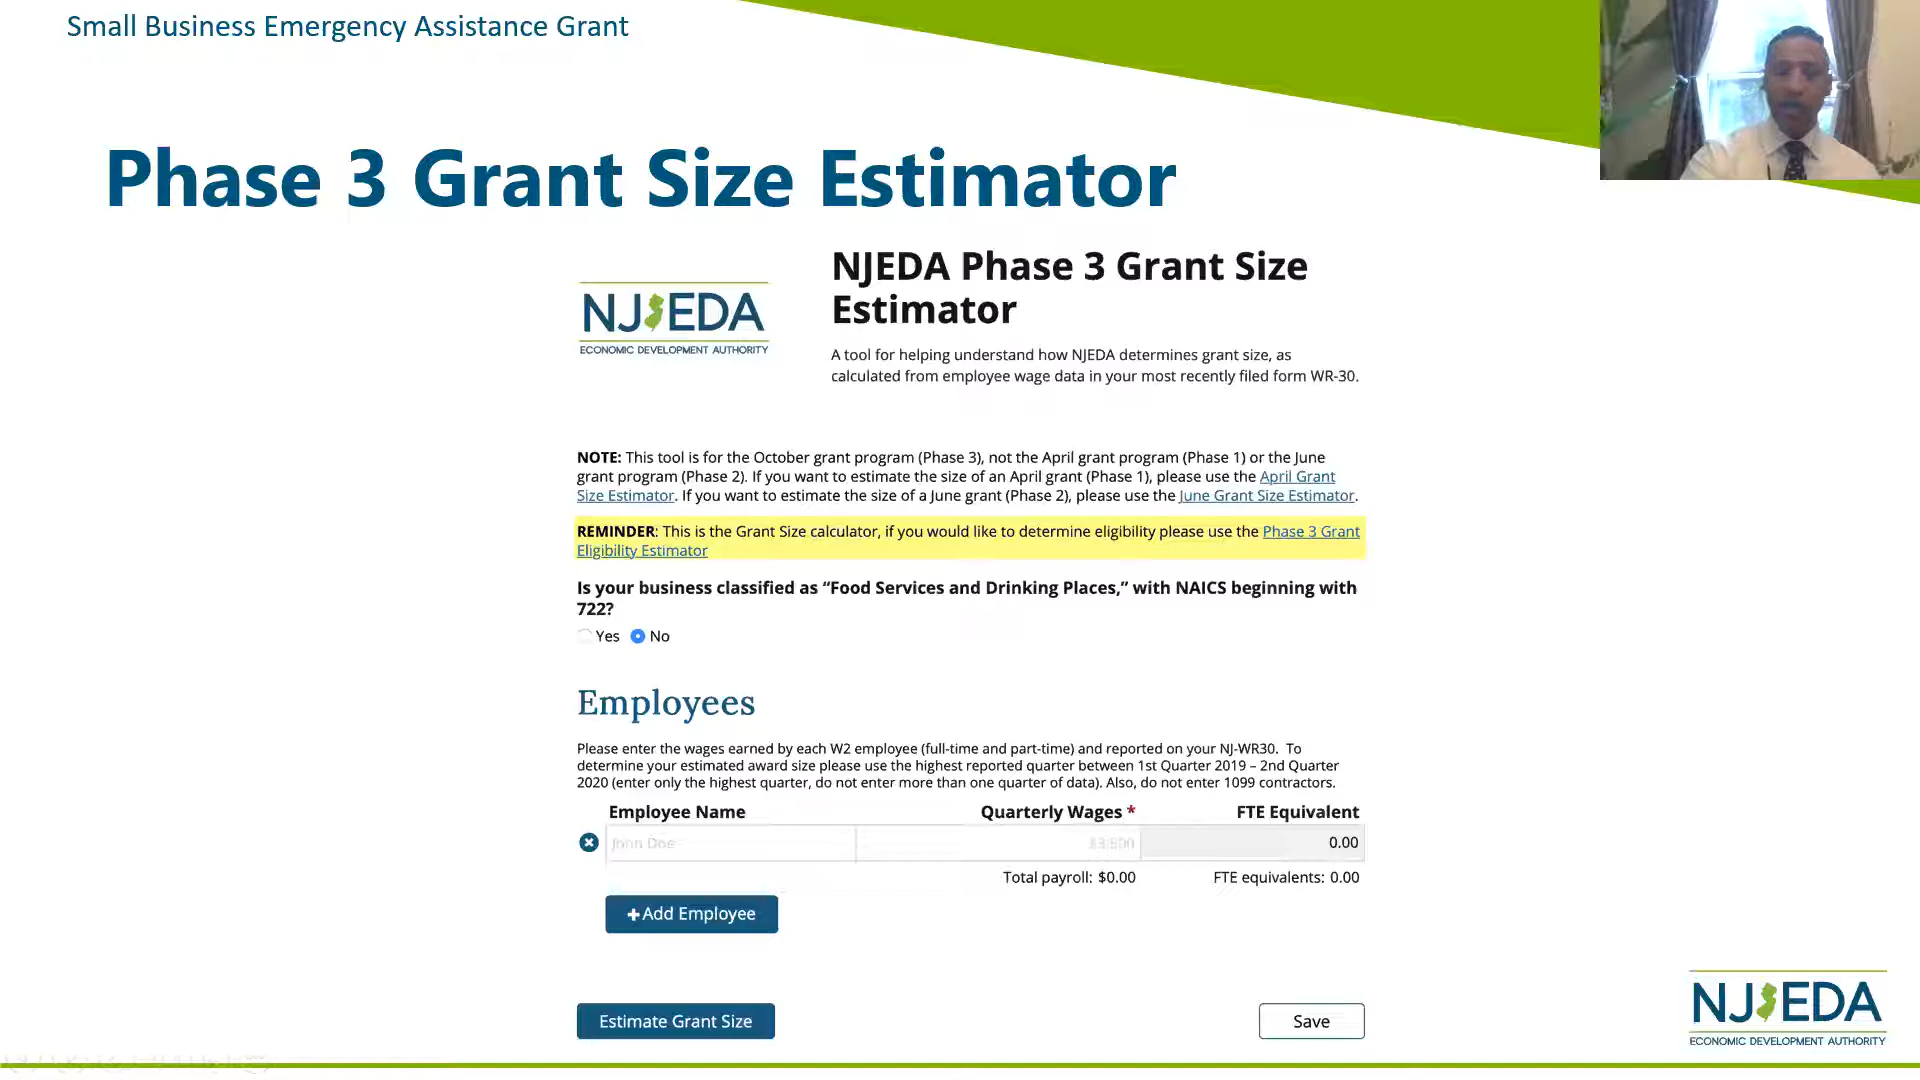 Small Business Emergency Assistance Grant
Phase 3 Grant Size Estimator
NJEDA
ECONOMIC DEVELOPMENT AUTHORITY
NJEDA Phase 3 Grant Size
Estimator
A tool for helping understand how NJEDA determines grant size, as
calculated from employee wage data in your most recently filed form WR-30.
NOTE: This tool is for the October grant program (Phase 3), not the April grant program (Phase 1) or the June
grant program (Phase 2). If you want to estimate the size of an April grant (Phase 1), please use the April Grant
Size Estimator. If you want to estimate the size of a June grant (Phase 2), please use the June Grant Size Estimator.
REMINDER: This is the Grant Size calculator, if you would like to determine eligibility please use the Phase 3 Grant
Eligibility Estimator
Is your business classified as “Food Services and Drinking Places,” with NAICS beginning with
722?
Yes No
Employees
Please enter the wages earned by each W2 employee (full-time and part-time) and reported on your NJ-WR30. To
determine your estimated award size please use the highest reported quarter between 1st Quarter 2019 – 2nd Quarter
2020 (enter only the highest quarter, do not enter more than one quarter of data). Also, do not enter 1099 contractors.
Employee Name Quarterly Wages * FTE Equivalent
John Doe 0.00
Total payroll: $0.00 FTE equivalents: 0.00
+ Add Employee
Estimate Grant Size Save
NJEDA
ECONOMIC DEVELOPMENT AUTHORITY